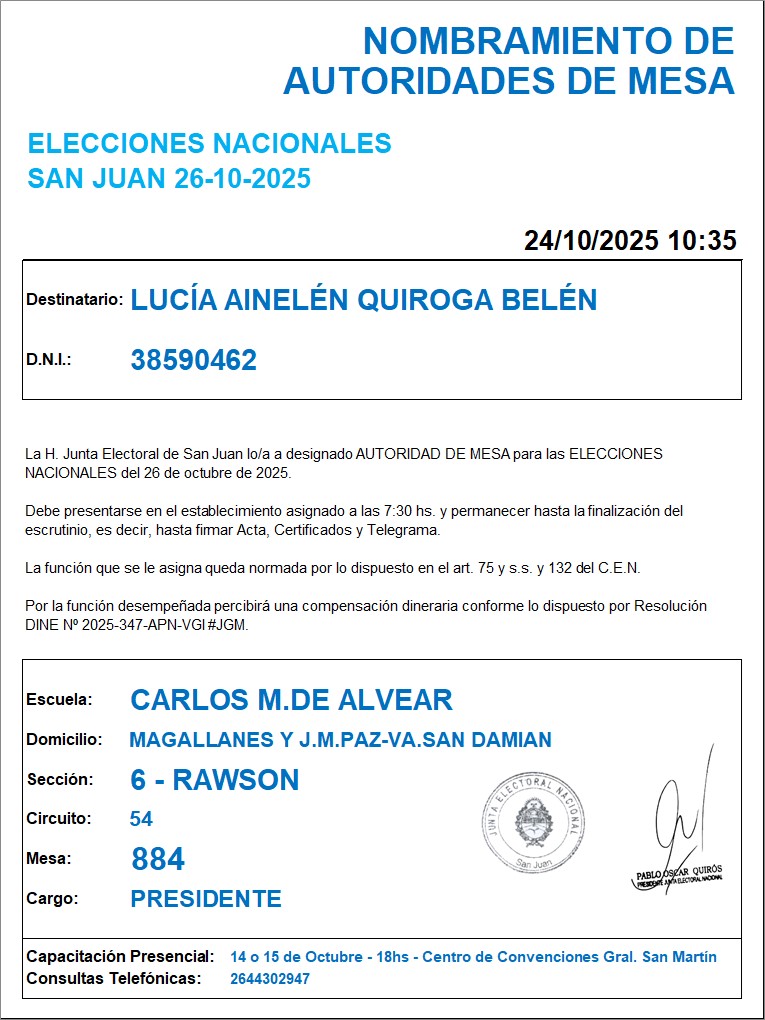 NOMBRAMIENTO DE
AUTORIDADES DE MESA
ELECCIONES NACIONALES
SAN JUAN 26-10-2025
24/10/2025 10:35
Destinatario: LUCÍA AINELÉN QUIROGA BELÉN
D.N.I.: 38590462
La H. Junta Electoral de San Juan lo/a a designado AUTORIDAD DE MESA para las ELECCIONES
NACIONALES del 26 de octubre de 2025.
Debe presentarse en el establecimiento asignado a las 7:30 hs. y permanecer hasta la finalización del
escrutinio, es decir, hasta firmar Acta, Certificados y Telegrama.
La función que se le asigna queda normada por lo dispuesto en el art. 75 y s.s. y 132 del C.E.N.
Por la función desempeñada percibirá una compensación dineraria conforme lo dispuesto por Resolución
DINE Nº 2025-347-APN-VGI#JGM.
Escuela: CARLOS M.DE ALVEAR
Domicilio: MAGALLANES Y J.M.PAZ-VA.SAN DAMIAN
Sección: 6 - RAWSON
Circuito: 54
Mesa: 884
Cargo: PRESIDENTE
JUNTA ELECTORAL NACIONAL
San Juan
PABLO OSCAR QUIRÓS
PRESIDENTE JUNTA ELECTORAL NACIONAL
Capacitación Presencial: 14 o 15 de Octubre - 18hs - Centro de Convenciones Gral. San Martín
Consultas Telefónicas: 2644302947